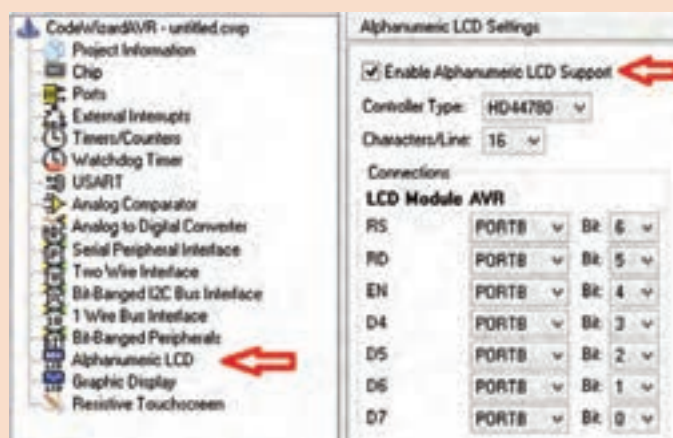 CodeWizardAVR - untitled.cwp
Project Information
Chip
Ports
External Interrupts
Timers/Counters
Watchdog Timer
USART
Analog Comparator
Analog to Digital Converter
Serial Peripheral Interface
Two Wire Interface
Bit-Banged I2C Bus Interface
1 Wire Bus Interface
Bit-Banged Peripherals
Alphanumeric LCD
Graphic Display
Resistive Touchscreen
Alphanumeric LCD Settings
Enable Alphanumeric LCD Support
Controller Type: HD44780
Characters/Line: 16
Connections
LCD Module AVR
RS PORTB Bit: 6
RD PORTB Bit: 5
EN PORTB Bit: 4
D4 PORTB Bit: 3
D5 PORTB Bit: 2
D6 PORTB Bit: 1
D7 PORTB Bit: 0